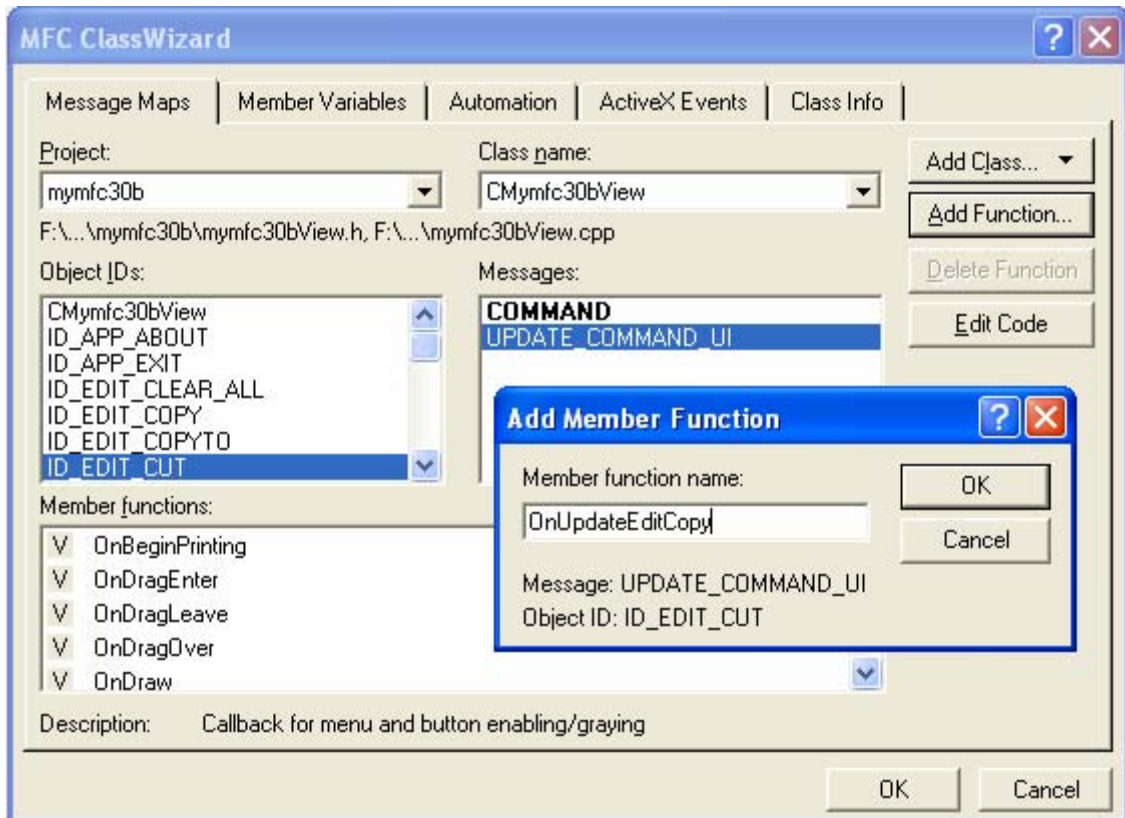 MFC ClassWizard
Message Maps Member Variables Automation ActiveX Events Class Info
Project: Class name:
mymfc30b CMymfc30bView Add Class...
Add Function...
F:\...\mymfc30b\mymfc30bView.h, F:\...\mymfc30bView.cpp
Object IDs: Messages: Delete Function
CMymfc30bView COMMAND
ID_APP_ABOUT UPDATE_COMMAND_UI Edit Code
ID_APP_EXIT
ID_EDIT_CLEAR_ALL
ID_EDIT_COPY
ID_EDIT_COPYTO
ID_EDIT_CUT
Add Member Function
Member function name: OK
OnUpdateEditCopy
Cancel
Message: UPDATE_COMMAND_UI
Object ID: ID_EDIT_CUT
Member functions:
V OnBeginPrinting
V OnDragEnter
V OnDragLeave
V OnDragOver
V OnDraw
Description: Callback for menu and button enabling/graying
OK Cancel